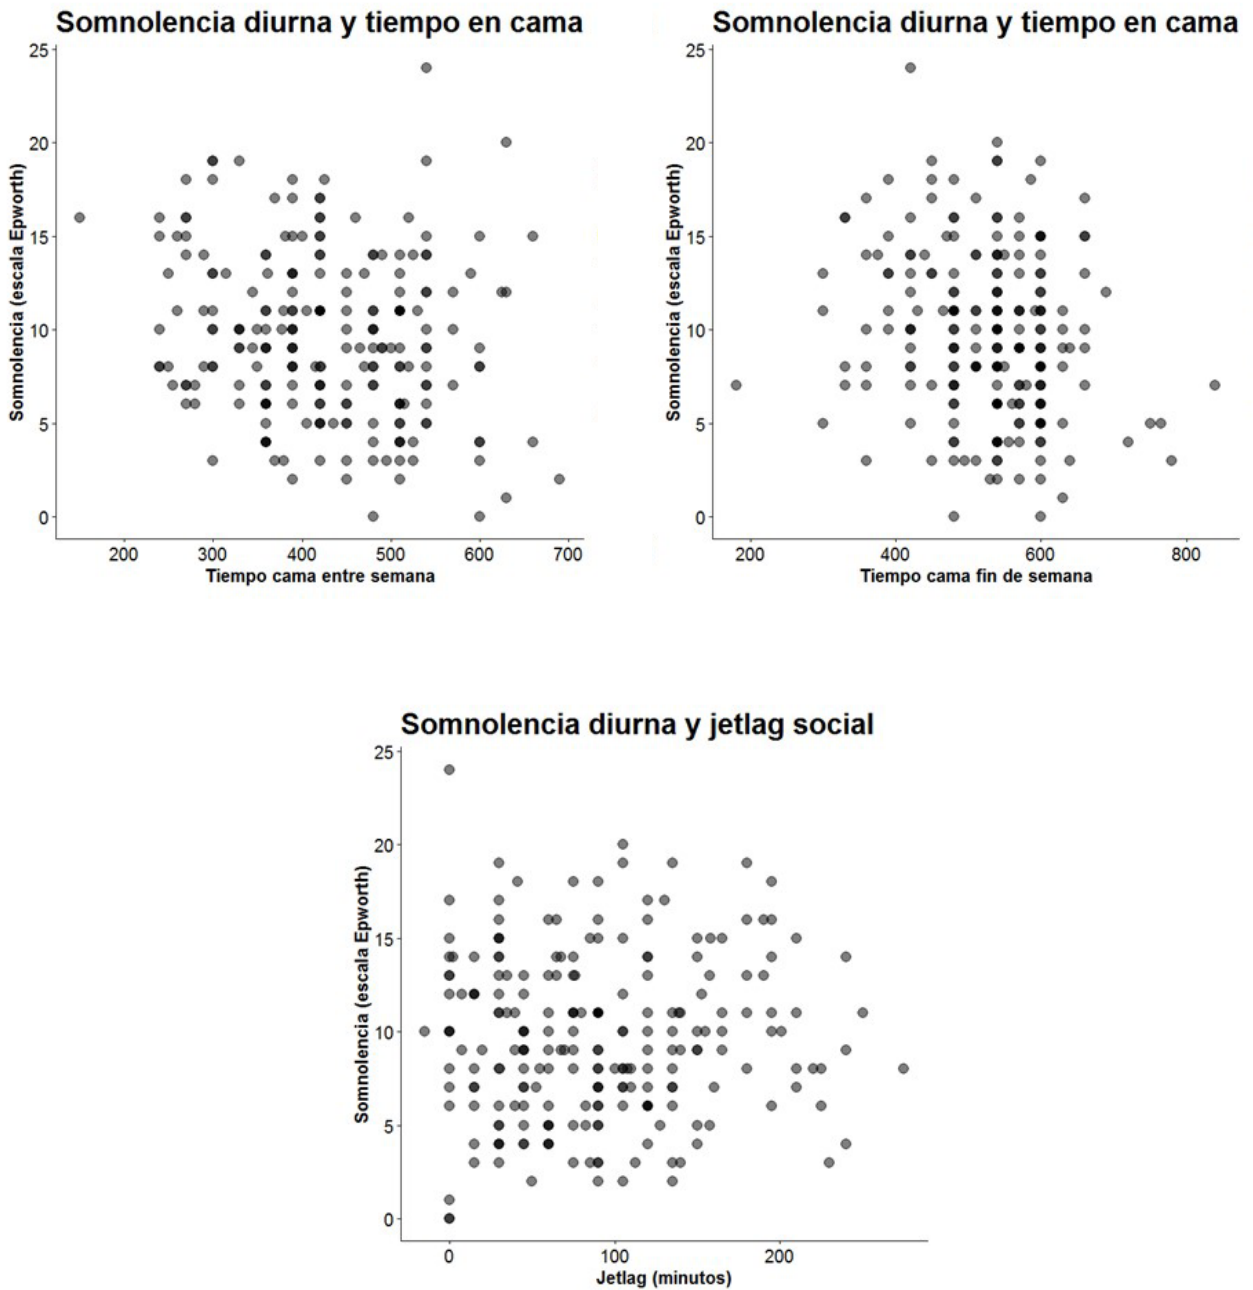 Somnolencia diurna y tiempo en cama
25
20
15
10
5
0
Somnolencia (escala Epworth)
200 300 400 500 600 700
Tiempo cama entre semana
Somnolencia diurna y tiempo en cama
25
20
15
10
5
0
Somnolencia (escala Epworth)
200 400 600 800
Tiempo cama fin de semana
Somnolencia diurna y jetlag social
25
20
15
10
5
0
Somnolencia (escala Epworth)
0 100 200
Jetlag (minutos)